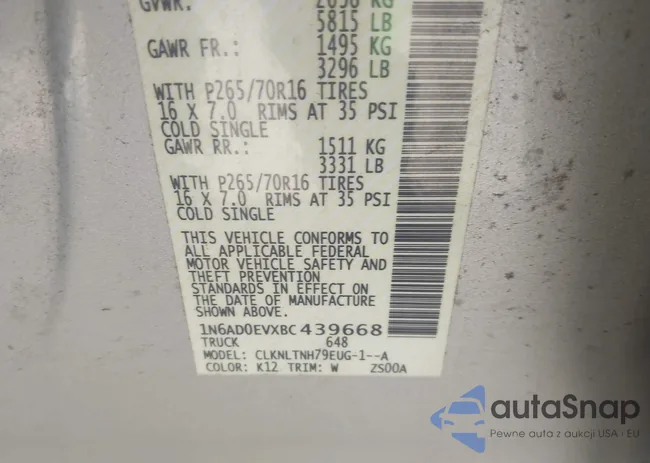 GVWR: 2638 KG
5815 LB
GAWR FR.: 1495 KG
3296 LB
WITH P265/70R16 TIRES
16 X 7.0 RIMS AT 35 PSI
COLD SINGLE
GAWR RR.: 1511 KG
3331 LB
WITH P265/70R16 TIRES
16 X 7.0 RIMS AT 35 PSI
COLD SINGLE
THIS VEHICLE CONFORMS TO
ALL APPLICABLE FEDERAL
MOTOR VEHICLE SAFETY AND
THEFT PREVENTION
STANDARDS IN EFFECT ON
THE DATE OF MANUFACTURE
SHOWN ABOVE.
1N6AD0EVXBC439668
TRUCK 648
MODEL: CLKNLTNH79EUG-1--A
COLOR: K12 TRIM: W ZS00A
autaSnap
Pewne auta z aukcji USA i EU